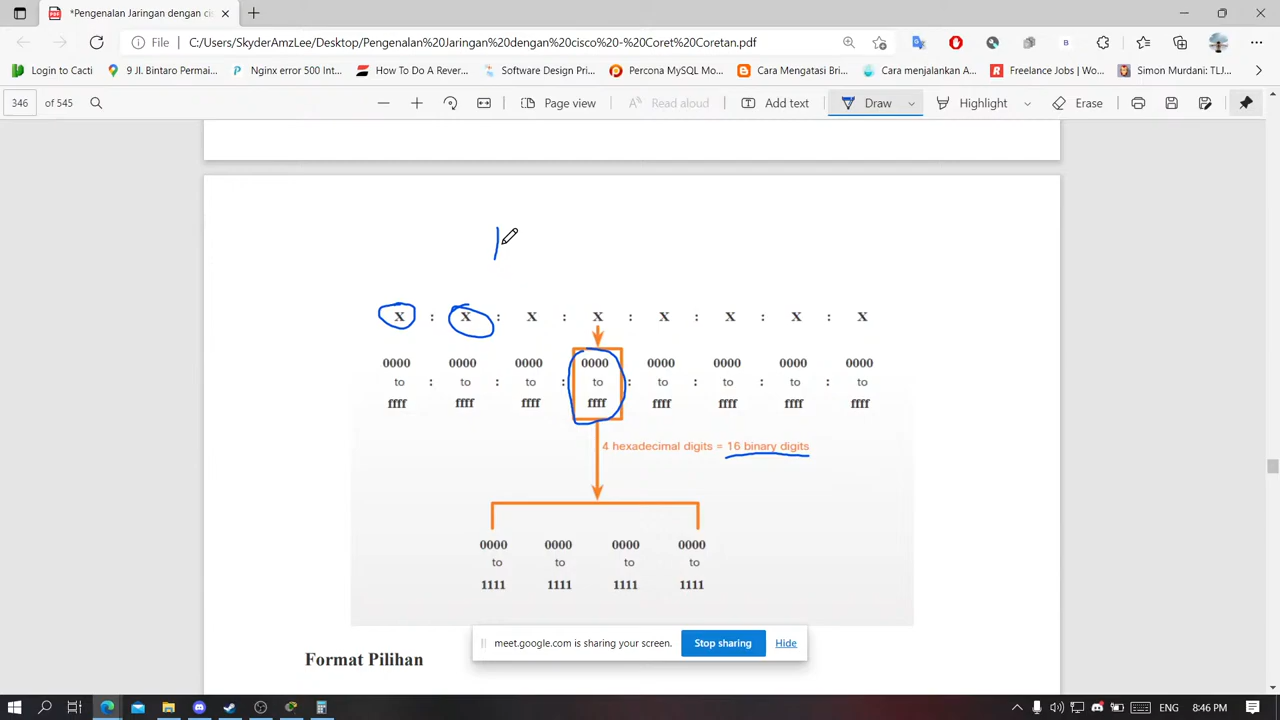 *Pengenalan Jaringan dengan cis
File C:/Users/SkyderAmzLee/Desktop/Pengenalan%20Jaringan%20dengan%20cisco%20-%20Coret%20Coretan.pdf
Login to Cacti 9 Jl. Bintaro Permai... Nginx error 500 Int... How To Do A Rever... Software Design Pri... Percona MySQL Mo... Cara Mengatasi Bri... Cara menjalankan A... Freelance Jobs | Wo... Simon Murdani: TLJ...
346 of 545 Page view Read aloud Add text Draw Highlight Erase
X : X : X : X : X : X : X : X
0000 0000 0000 0000 0000 0000 0000 0000
to : to : to : to : to : to : to : to
ffff ffff ffff ffff ffff ffff ffff ffff
4 hexadecimal digits = 16 binary digits
0000 0000 0000 0000
to to to to
1111 1111 1111 1111
meet.google.com is sharing your screen. Stop sharing Hide
Format Pilihan
ENG 8:46 PM